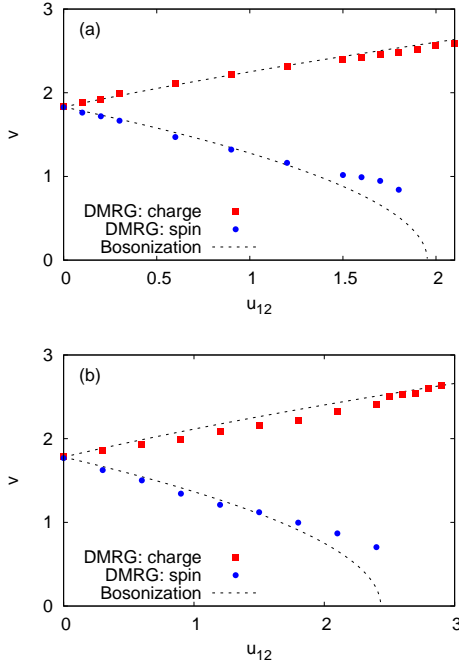 (a)
3
2
1
0
v
DMRG: charge
DMRG: spin
Bosonization
0 0.5 1 1.5 2
u12
(b)
3
2
1
0
v
DMRG: charge
DMRG: spin
Bosonization
0 1 2 3
u12